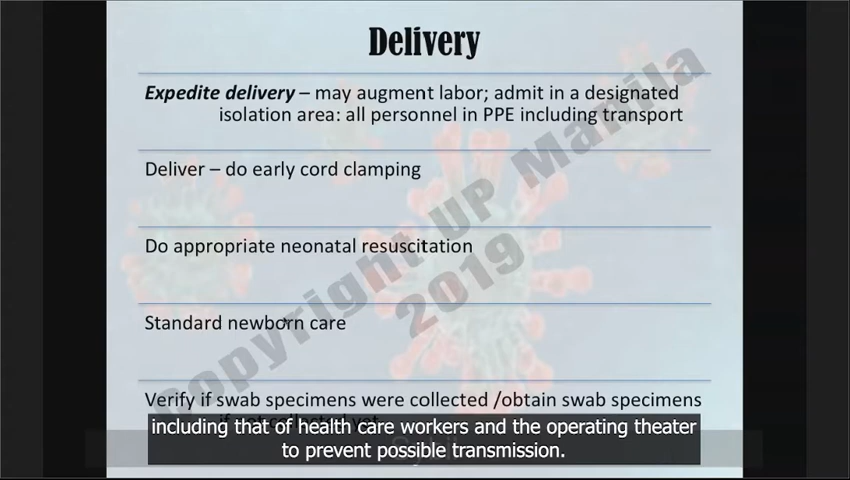 Delivery
Expedite delivery – may augment labor; admit in a designated
isolation area: all personnel in PPE including transport
Deliver – do early cord clamping
Do appropriate neonatal resuscitation
Standard newborn care
Verify if swab specimens were collected /obtain swab specimens
Copyright UP Manila
2019
including that of health care workers and the operating theater
to prevent possible transmission.